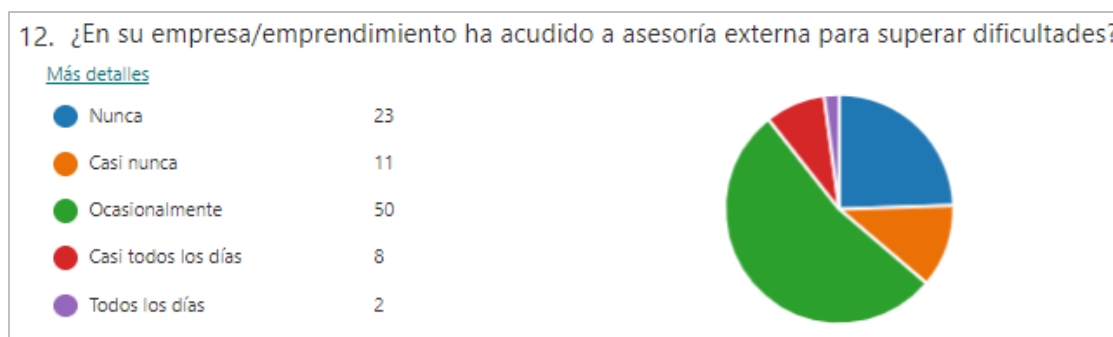 12. ¿En su empresa/emprendimiento ha acudido a asesoría externa para superar dificultades?
Más detalles
Nunca 23
Casi nunca 11
Ocasionalmente 50
Casi todos los días 8
Todos los días 2